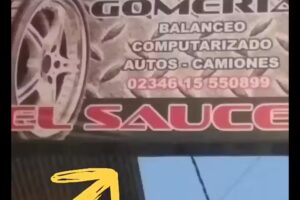 GOMERIA
BALANCEO
COMPUTARIZADO
AUTOS - CAMIONES
02346 15 550899
EL SAUCE